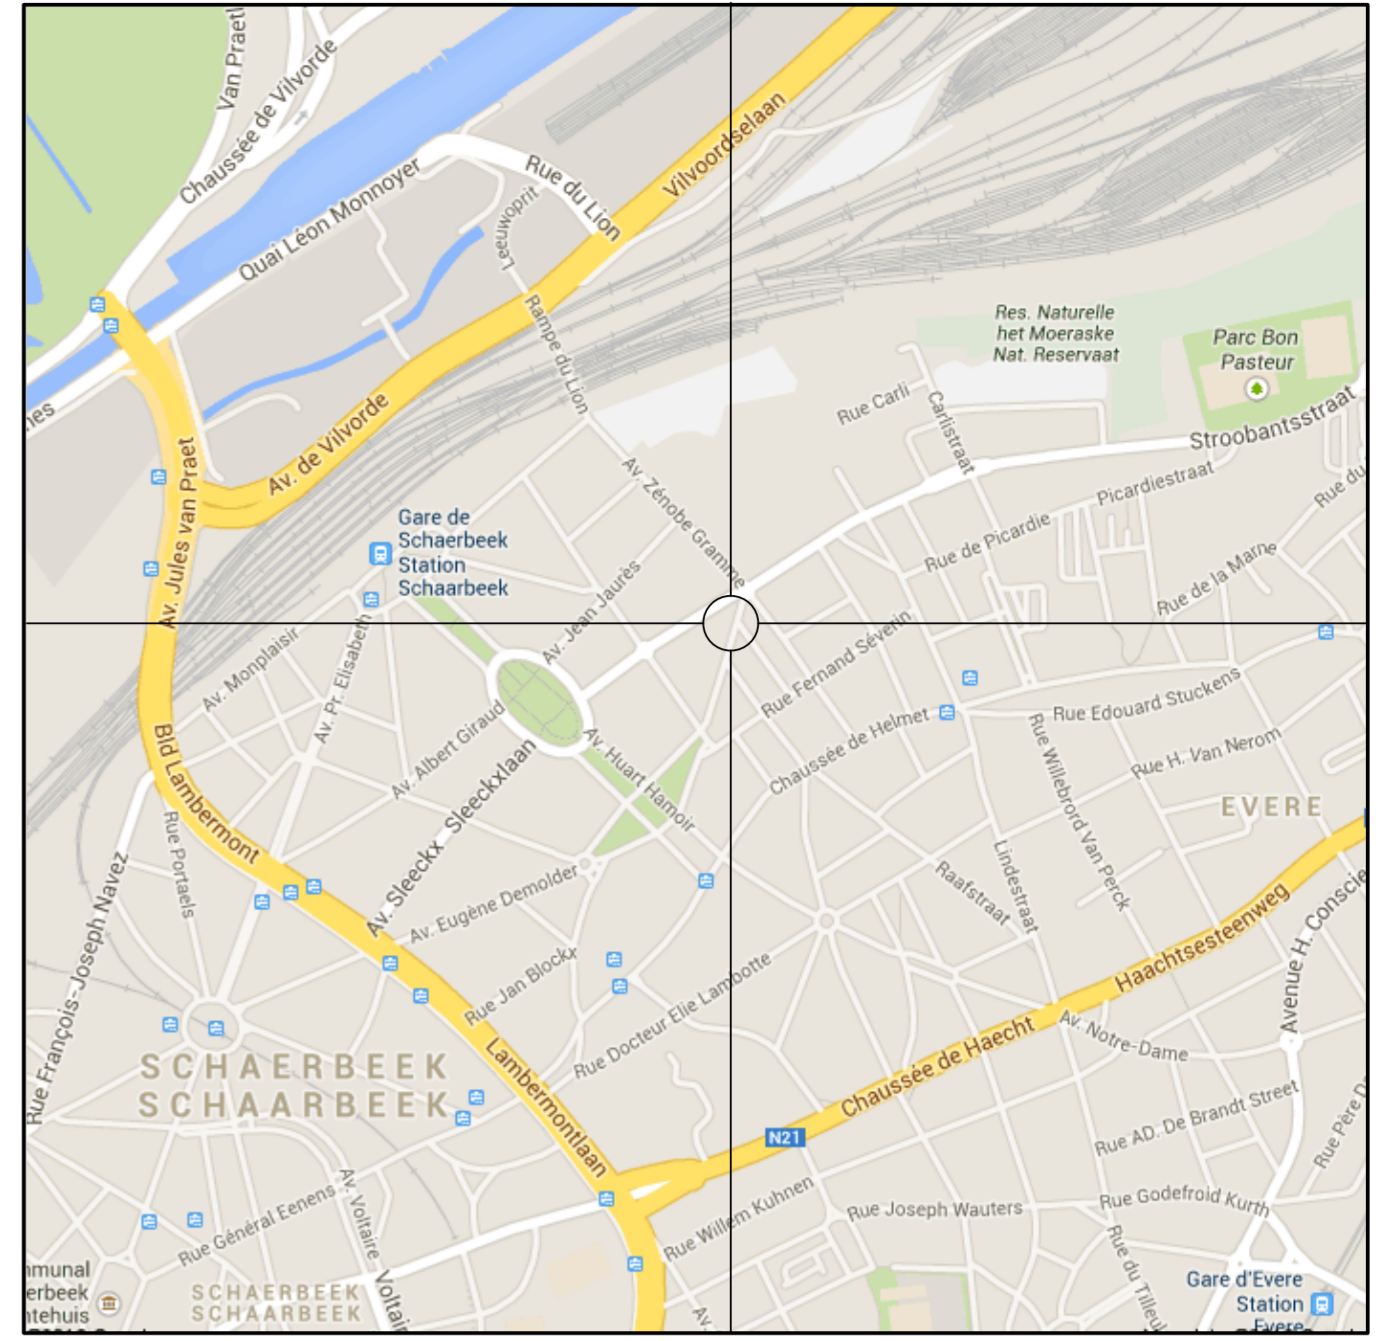 Van Praet
Chaussée de Vilvorde
Quai Léon Monnoyer
Rue du Lion
Leeuwoprit
Vilvoordselaan
Rampe du Lion
Res. Naturelle
het Moeraske
Nat. Reservaat
Parc Bon
Pasteur
Rue Carli
Carlistraat
Stroobantsstraat
Av. de Vilvorde
Av. Jules van Praet
Av. Zénobe Gramme
Picardiestraat
Rue de Picardie
Rue du
Gare de
Schaerbeek
Station
Schaarbeek
Av. Jean Jaurès
Rue de la Marne
Av. Monplaisir
Av. Pr. Elisabeth
Rue Fernand Séverin
Av. Albert Giraud
Av. Huart Hamoir
Chaussée de Helmet
Rue Edouard Stuckens
Rue Willebrord Van Perck
Rue H. Van Nerom
EVERE
Bld Lambermont
Av. Sleeckx Sleeckxlaan
Rue Portaels
Rue François-Joseph Navez
Av. Eugène Demolder
Raafstraat
Lindestraat
Haachtsesteenweg
Avenue H. Conscie
Rue Jan Blockx
Rue Docteur Elie Lambotte
Av. Notre-Dame
Chaussée de Haecht
SCHAERBEEK
SCHAARBEEK
Lambermontlaan
N21
Rue AD. De Brandt Street
Rue Père D
Rue Général Eenens
Av. Voltaire
Rue Willem Kuhnen
Rue Joseph Wauters
Rue Godefroid Kurth
Rue du Tilleul
SCHAERBEEK
SCHAARBEEK
Voltair
Av.
Gare d'Evere
Station
Evere